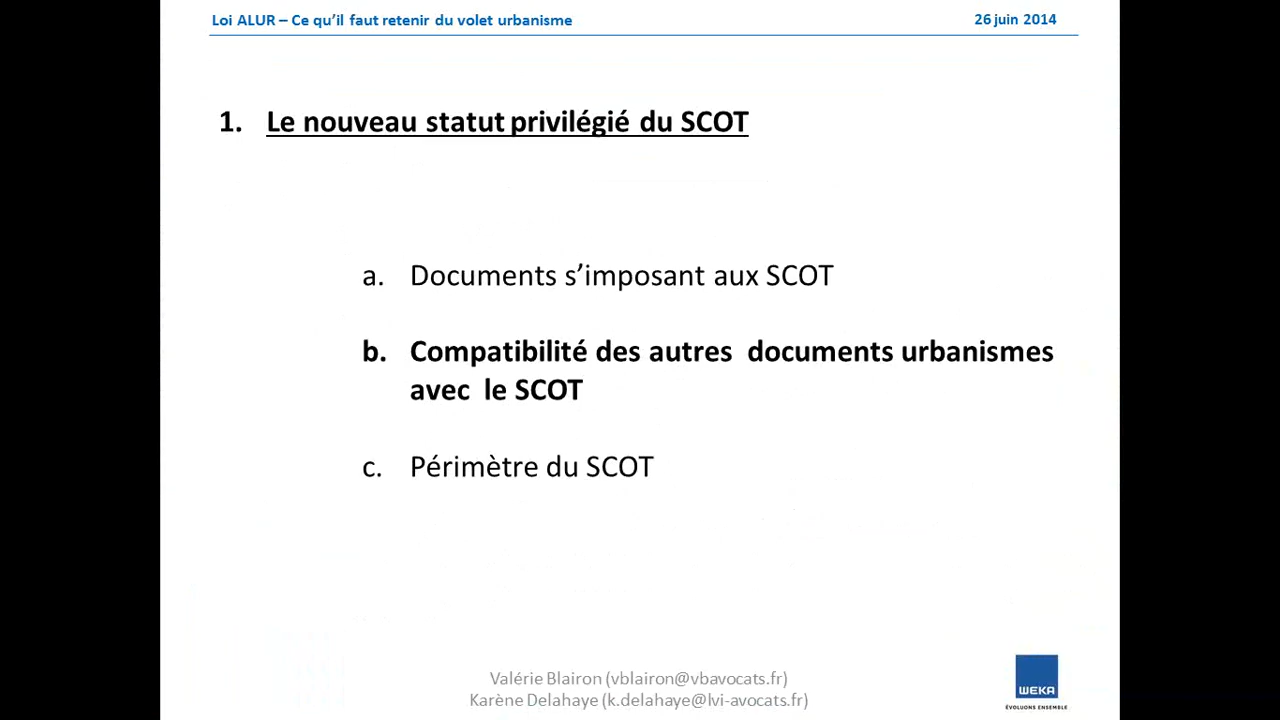 Loi ALUR – Ce qu’il faut retenir du volet urbanisme 26 juin 2014
1. Le nouveau statut privilégié du SCOT
a. Documents s’imposant aux SCOT
b. Compatibilité des autres documents urbanismes
avec le SCOT
c. Périmètre du SCOT
Valérie Blairon (vblairon@vbavocats.fr)
Karène Delahaye (k.delahaye@lvi-avocats.fr)
WEKA
ÉVOLUONS ENSEMBLE